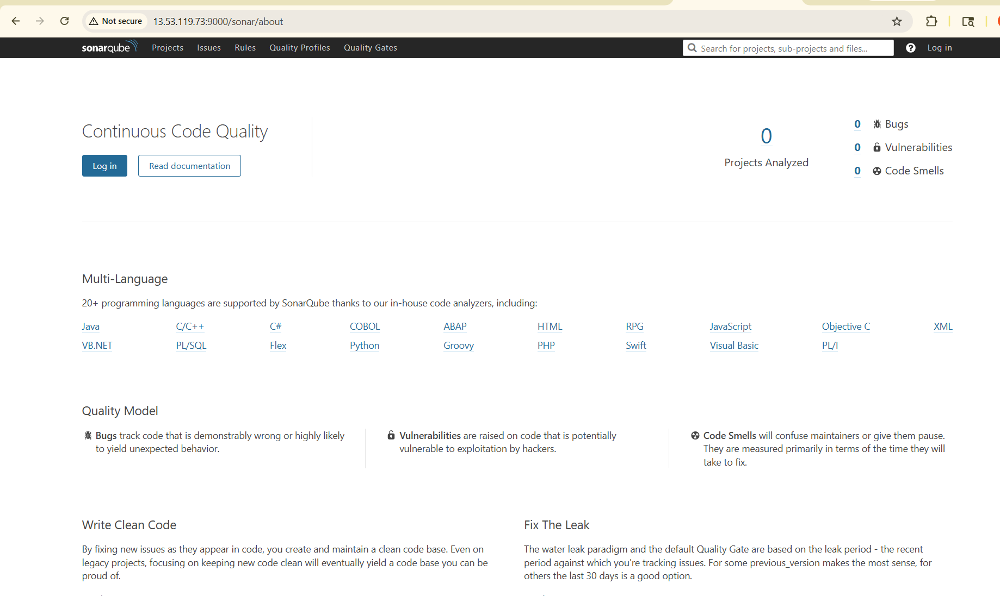 Not secure 13.53.119.73:9000/sonar/about
sonarqube Projects Issues Rules Quality Profiles Quality Gates Search for projects, sub-projects and files... Log in
Continuous Code Quality
Log in Read documentation
0
Projects Analyzed
0 Bugs
0 Vulnerabilities
0 Code Smells
Multi-Language
20+ programming languages are supported by SonarQube thanks to our in-house code analyzers, including:
Java C/C++ C# COBOL ABAP HTML RPG JavaScript Objective C XML
VB.NET PL/SQL Flex Python Groovy PHP Swift Visual Basic PL/I
Quality Model
Bugs track code that is demonstrably wrong or highly likely
to yield unexpected behavior.
Vulnerabilities are raised on code that is potentially
vulnerable to exploitation by hackers.
Code Smells will confuse maintainers or give them pause.
They are measured primarily in terms of the time they will
take to fix.
Write Clean Code
By fixing new issues as they appear in code, you create and maintain a clean code base. Even on
legacy projects, focusing on keeping new code clean will eventually yield a code base you can be
proud of.
Fix The Leak
The water leak paradigm and the default Quality Gate are based on the leak period - the recent
period against which you're tracking issues. For some previous_version makes the most sense, for
others the last 30 days is a good option.